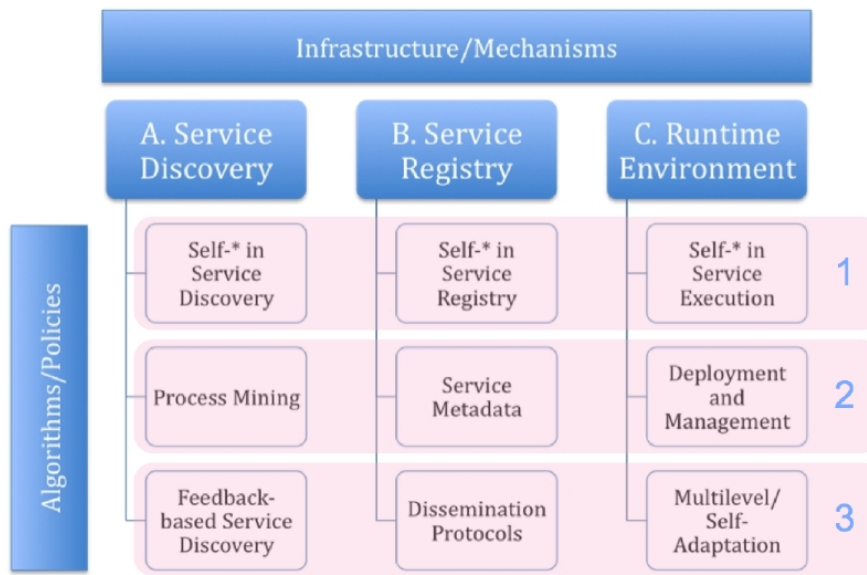 Infrastructure/Mechanisms
A. Service
Discovery
B. Service
Registry
C. Runtime
Environment
Algorithms/Policies
Self-* in
Service
Discovery
Self-* in
Service
Registry
Self-* in
Service
Execution
1
Process Mining
Service
Metadata
Deployment
and
Management
2
Feedback-
based Service
Discovery
Dissemination
Protocols
Multilevel/
Self-
Adaptation
3